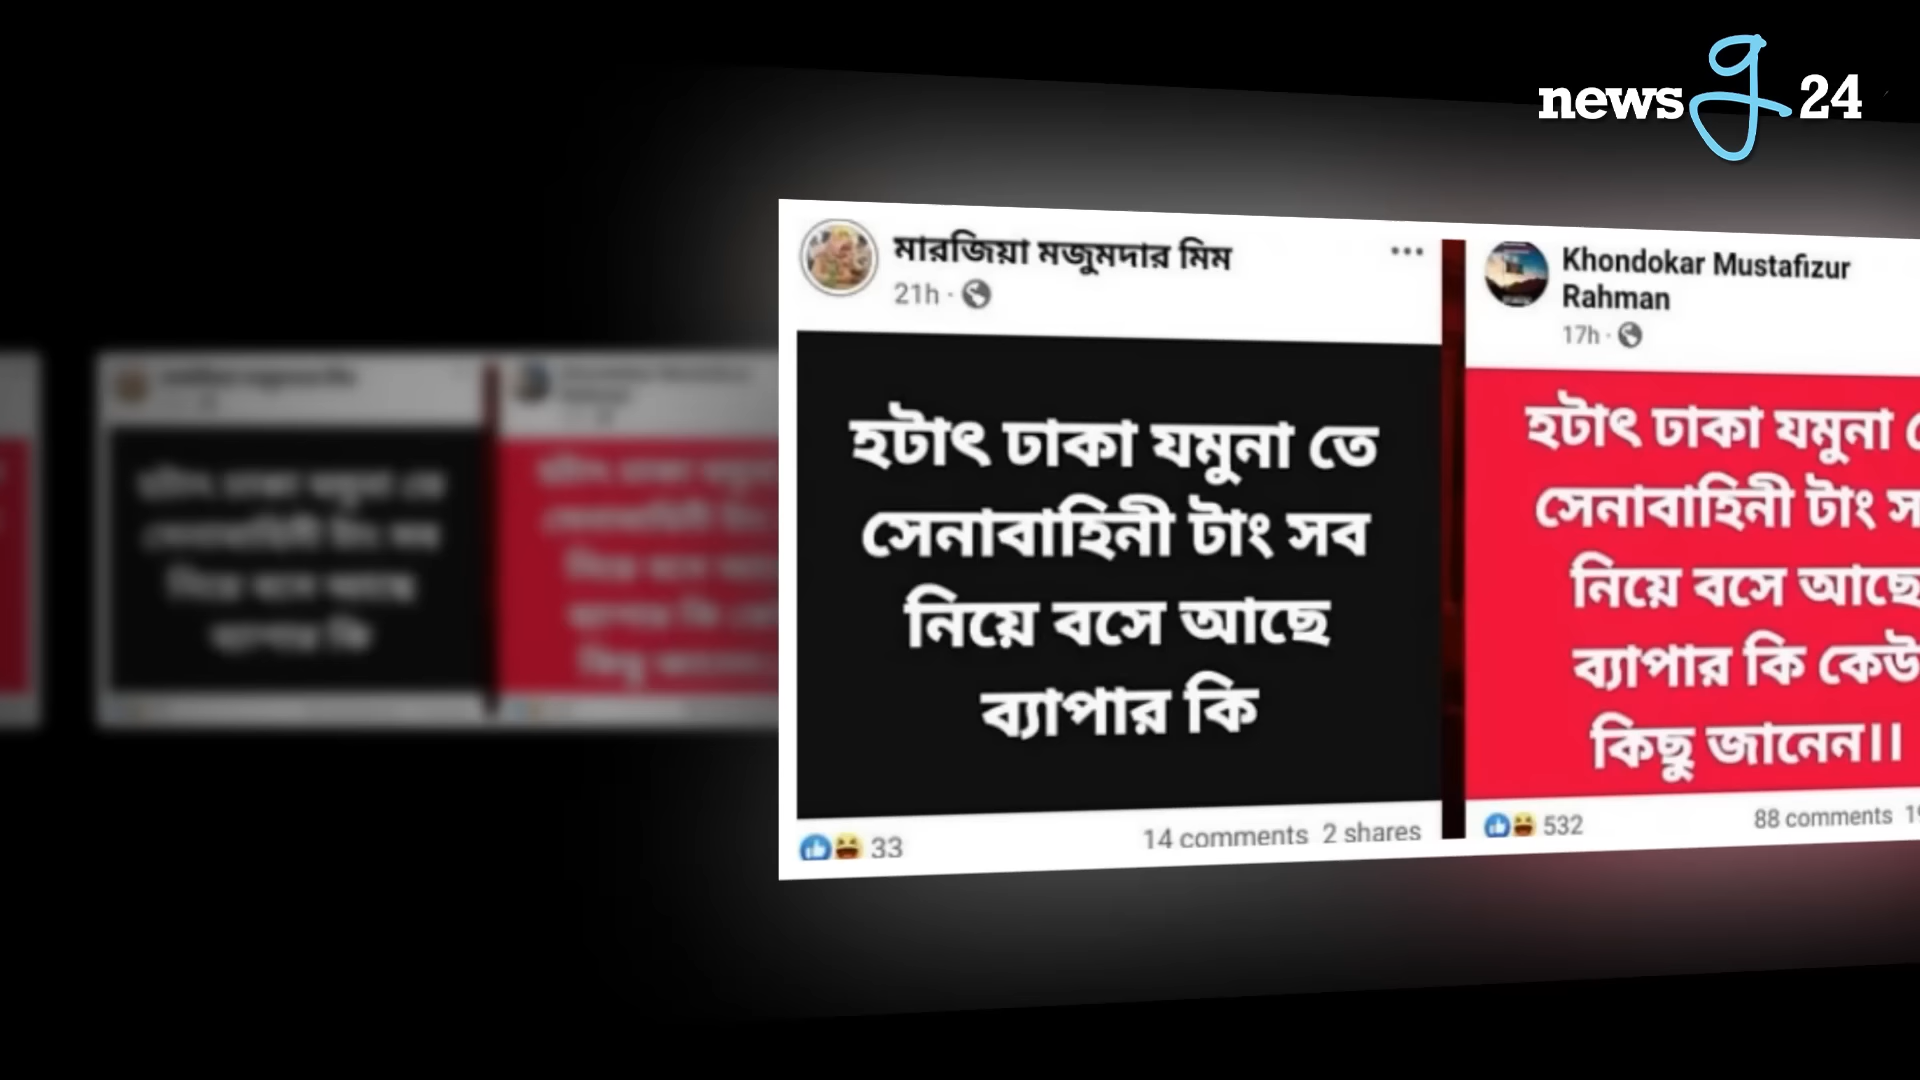 news g 24
মারজিয়া মজুমদার মিম
21h
হটাৎ ঢাকা যমুনা তে
সেনাবাহিনী টাং সব
নিয়ে বসে আছে
ব্যাপার কি
33 14 comments 2 shares
Khondokar Mustafizur
Rahman
17h
হটাৎ ঢাকা যমুনা
সেনাবাহিনী টাং
নিয়ে বসে আছে
ব্যাপার কি কেউ
কিছু জানেন।।
532 88 comments